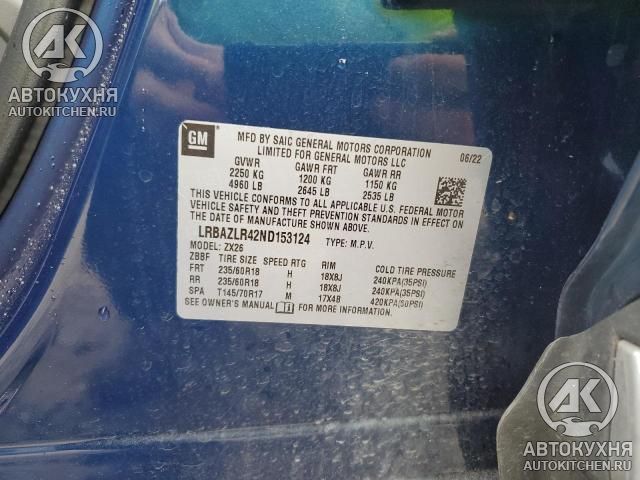 АВТОКУХНЯ
AUTOKITCHEN.RU
GM
MFD BY SAIC GENERAL MOTORS CORPORATION
LIMITED FOR GENERAL MOTORS LLC
06/22
GVWR GAWR FRT GAWR RR
2250 KG 1200 KG 1150 KG
4960 LB 2645 LB 2535 LB
THIS VEHICLE CONFORMS TO ALL APPLICABLE U.S. FEDERAL MOTOR
VEHICLE SAFETY AND THEFT PREVENTION STANDARDS IN EFFECT ON
THE DATE OF MANUFACTURE SHOWN ABOVE.
LRBAZLR42ND153124 TYPE: M.P.V.
MODEL: ZX26
ZBBF TIRE SIZE SPEED RTG RIM COLD TIRE PRESSURE
FRT 235/60R18 H 18X8J 240KPA(35PSI)
RR 235/60R18 H 18X8J 240KPA(35PSI)
SPA T145/70R17 M 17X4B 420KPA(60PSI)
SEE OWNER'S MANUAL FOR MORE INFORMATION.
АК
АВТОКУХНЯ
AUTOKITCHEN.RU